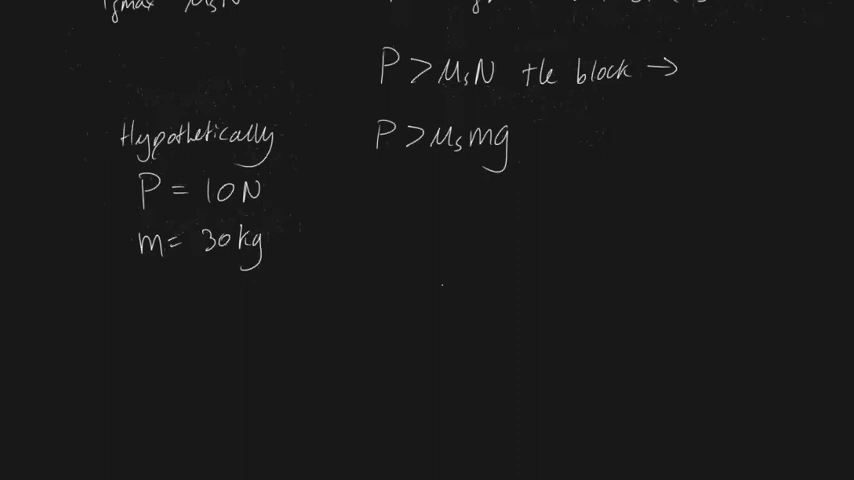 P > μsN the block →
Hypothetically
P > μsmg
P = 10N
m = 30kg